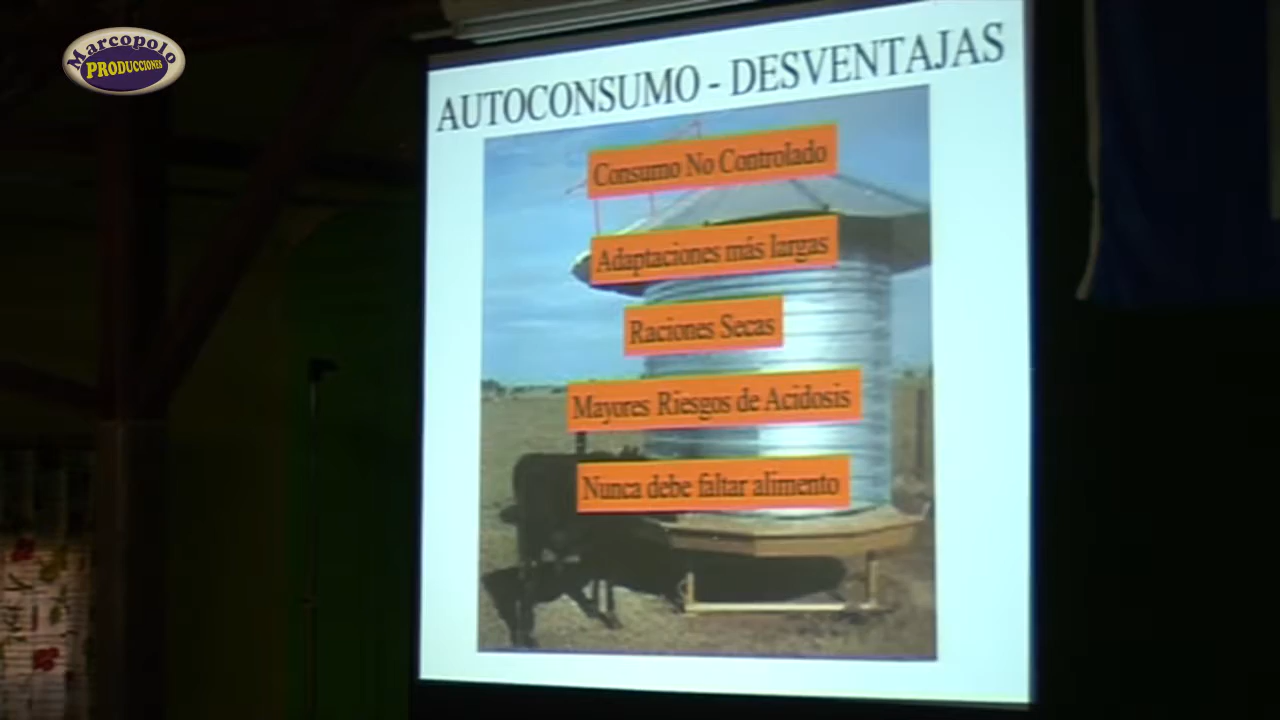 Marcopolo
PRODUCCIONES
AUTOCONSUMO - DESVENTAJAS
Consumo No Controlado
Adaptaciones más largas
Raciones Secas
Mayores Riesgos de Acidosis
Nunca debe faltar alimento